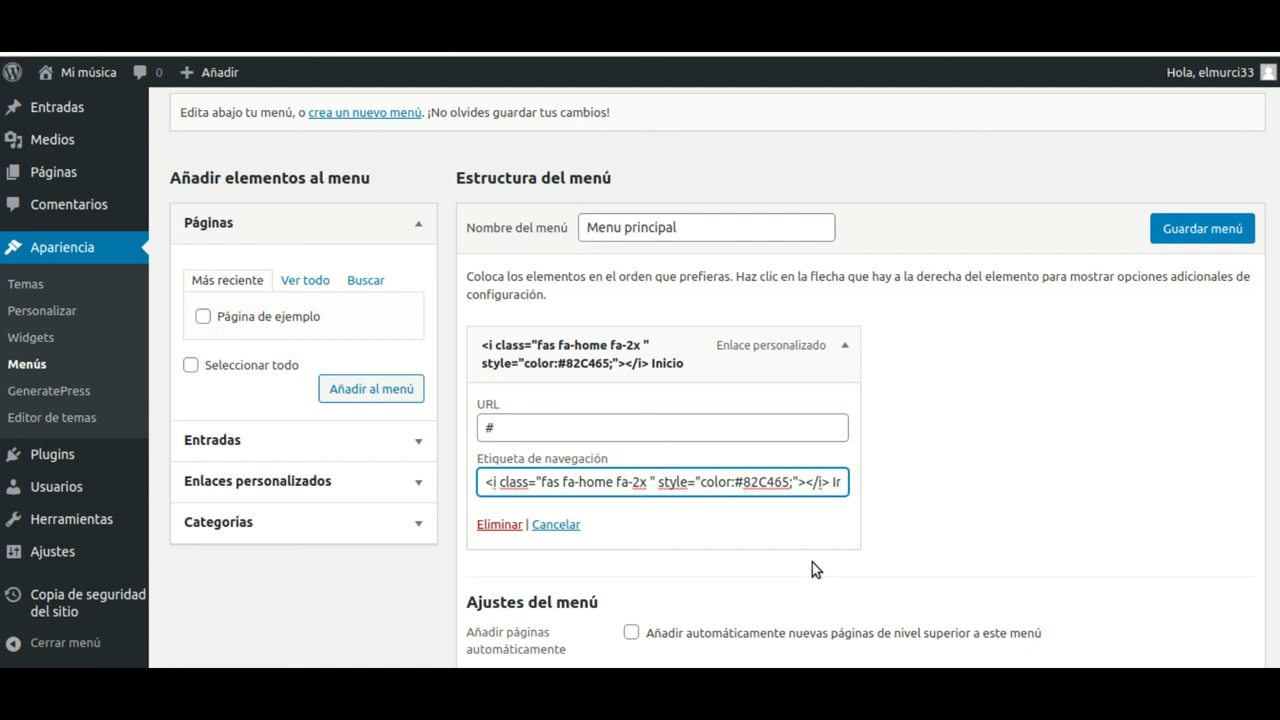 Mi música 0 Añadir Hola, elmurci33
Entradas
Medios
Páginas
Comentarios
Apariencia
Temas
Personalizar
Widgets
Menús
GeneratePress
Editor de temas
Plugins
Usuarios
Herramientas
Ajustes
Copia de seguridad
del sitio
Cerrar menú
Edita abajo tu menú, o crea un nuevo menú. ¡No olvides guardar tus cambios!
Añadir elementos al menu
Páginas
Más reciente Ver todo Buscar
Página de ejemplo
Seleccionar todo
Añadir al menú
Entradas
Enlaces personalizados
Categorías
Estructura del menú
Nombre del menú Menu principal Guardar menú
Coloca los elementos en el orden que prefieras. Haz clic en la flecha que hay a la derecha del elemento para mostrar opciones adicionales de
configuración.
<i class="fas fa-home fa-2x " Enlace personalizado
style="color:#82C465;"></i> Inicio
URL
#
Etiqueta de navegación
<i class="fas fa-home fa-2x " style="color:#82C465;"></i> Ir
Eliminar | Cancelar
Ajustes del menú
Añadir páginas
automáticamente
Añadir automáticamente nuevas páginas de nivel superior a este menú